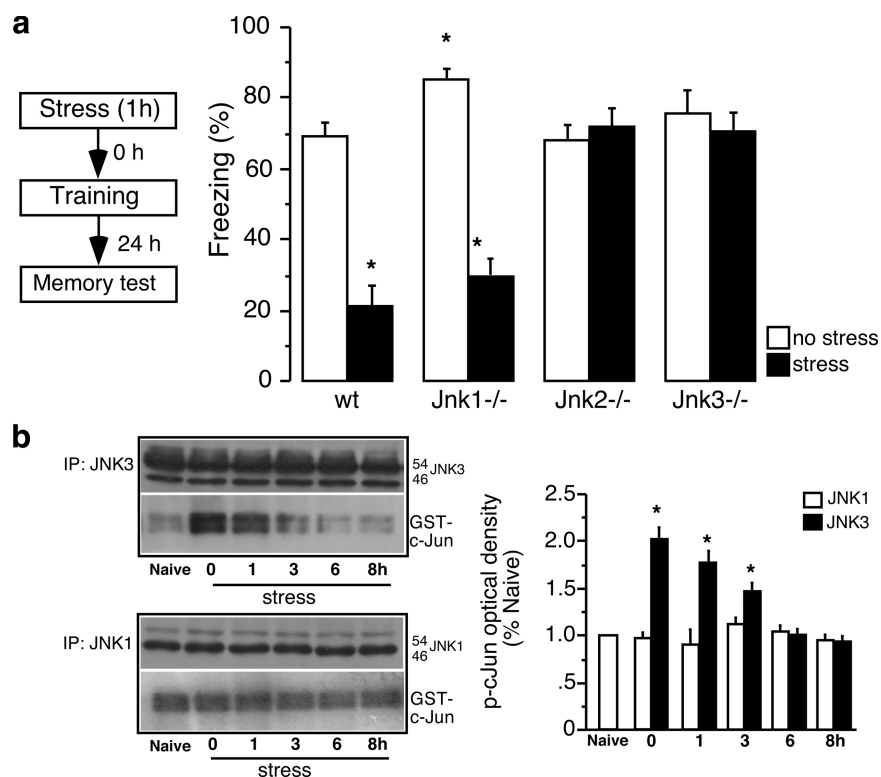 a
Stress (1h)
0 h
Training
24 h
Memory test
Freezing (%)
100
80
60
40
20
0
*
*
*
wt
Jnk1-/-
Jnk2-/-
Jnk3-/-
no stress
stress
b
IP: JNK3
54
46
JNK3
GST-
c-Jun
Naive 0 1 3 6 8h
stress
IP: JNK1
54
46
JNK1
GST-
c-Jun
Naive 0 1 3 6 8h
stress
p-cJun optical density
(% Naive)
2.5
2.0
1.5
1.0
.5
0
*
*
*
JNK1
JNK3
Naive 0 1 3 6 8h